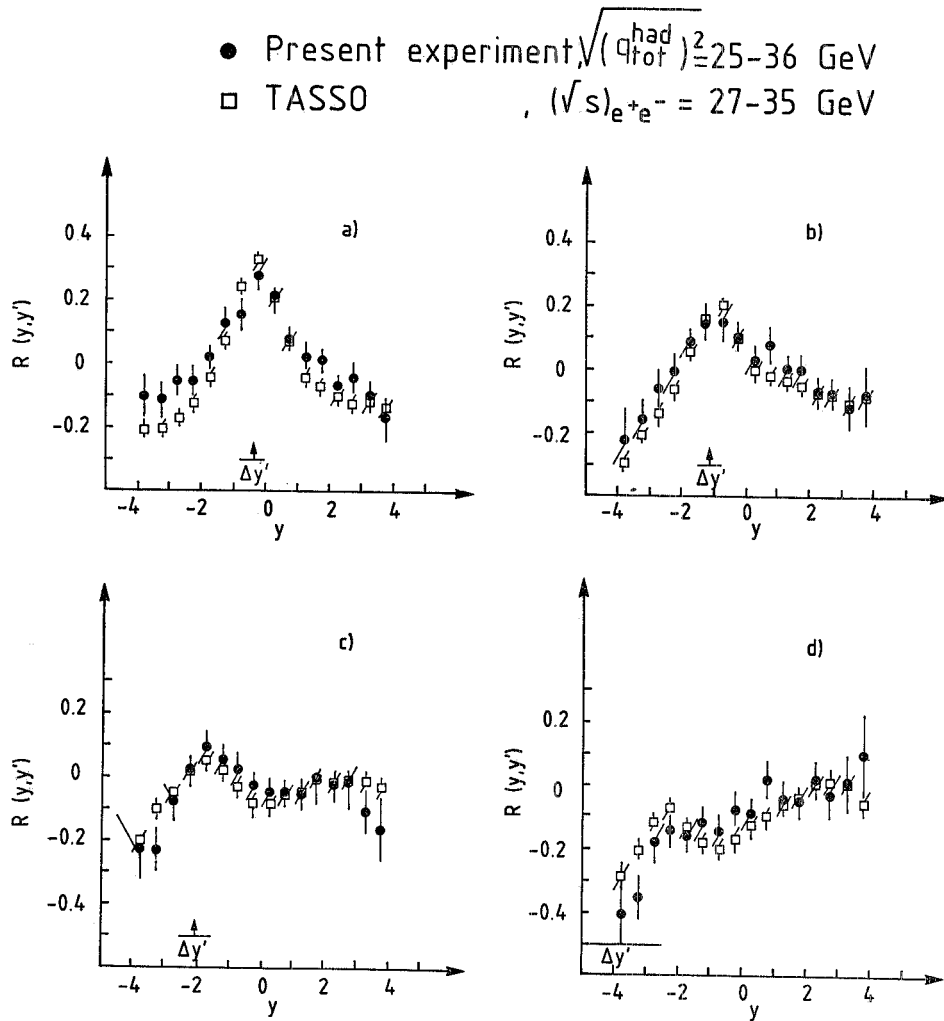 ● Present experiment, √(q_tot^had)² = 25-36 GeV
□ TASSO , (√s)e+e- = 27-35 GeV
a)
R (y,y')
0.4
0.2
0
-0.2
Δy'
-4 -2 0 2 4
y
b)
R (y,y')
0.4
0.2
0
-0.2
Δy'
-4 -2 0 2 4
y
c)
R (y,y')
0.2
0
-0.2
-0.4
Δy'
-4 -2 0 2 4
y
d)
R (y,y')
0.2
0
-0.2
-0.4
Δy'
-4 -2 0 2 4
y